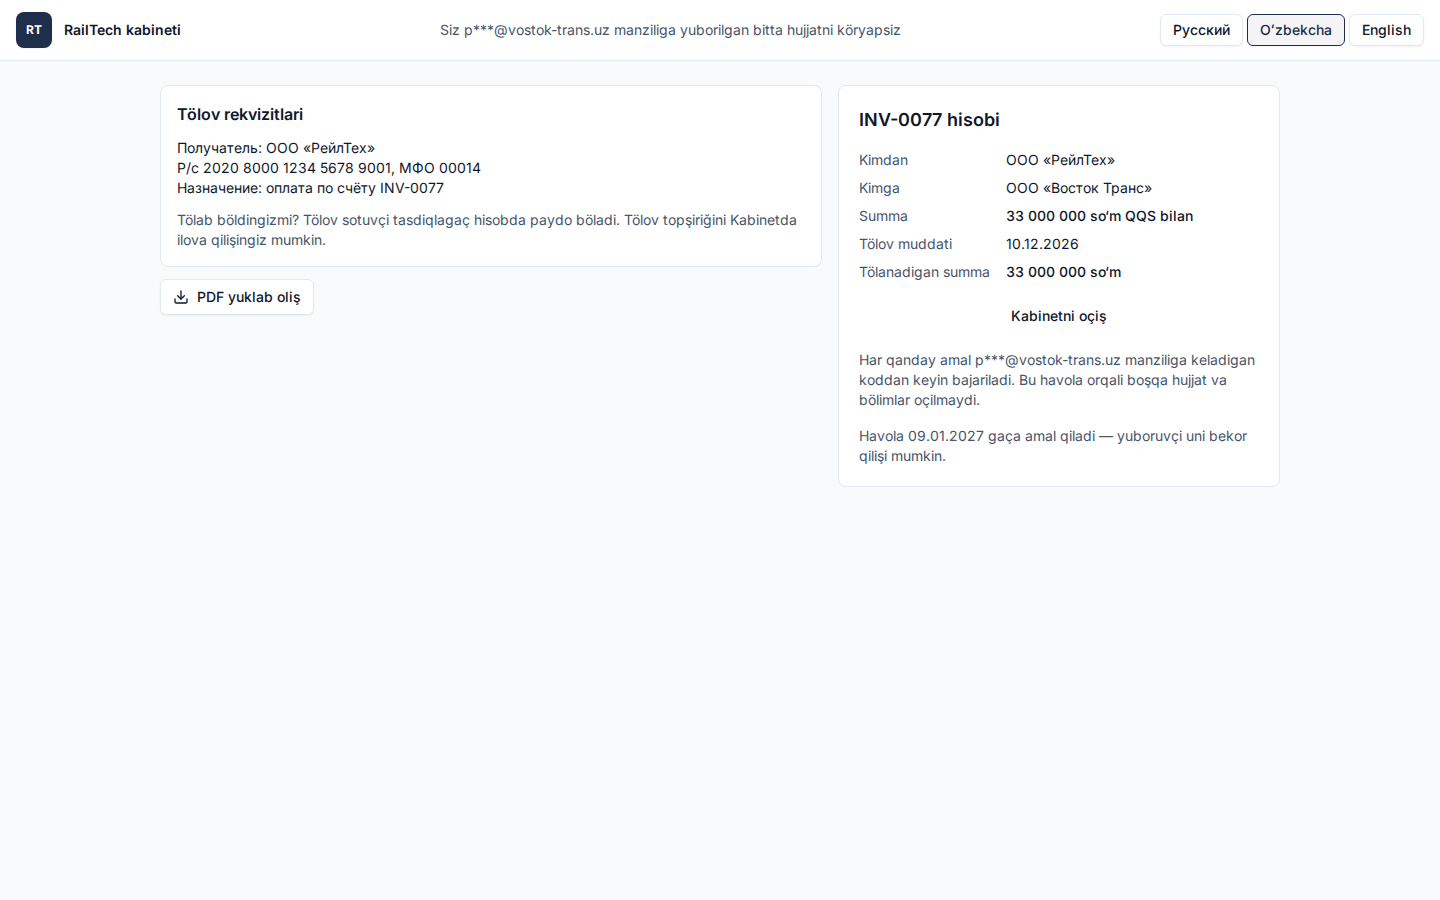 RT
RailTech kabineti
Siz p***@vostok-trans.uz manziliga yuborilgan bitta hujjatni köryapsiz
Русский
Oʻzbekcha
English
Tölov rekvizitlari
Получатель: ООО «РейлТех»
Р/с 2020 8000 1234 5678 9001, МФО 00014
Назначение: оплата по счёту INV-0077
Tölab böldingizmi? Tölov sotuvçi tasdiqlagaç hisobda paydo böladi. Tölov topşiriğini Kabinetda
ilova qilişingiz mumkin.
PDF yuklab oliş
INV-0077 hisobi
Kimdan ООО «РейлТех»
Kimga ООО «Восток Транс»
Summa 33 000 000 soʻm QQS bilan
Tölov muddati 10.12.2026
Tölanadigan summa 33 000 000 soʻm
Kabinetni oçiş
Har qanday amal p***@vostok-trans.uz manziliga keladigan
koddan keyin bajariladi. Bu havola orqali boşqa hujjat va
bölimlar oçilmaydi.
Havola 09.01.2027 gaça amal qiladi — yuboruvçi uni bekor
qilişi mumkin.